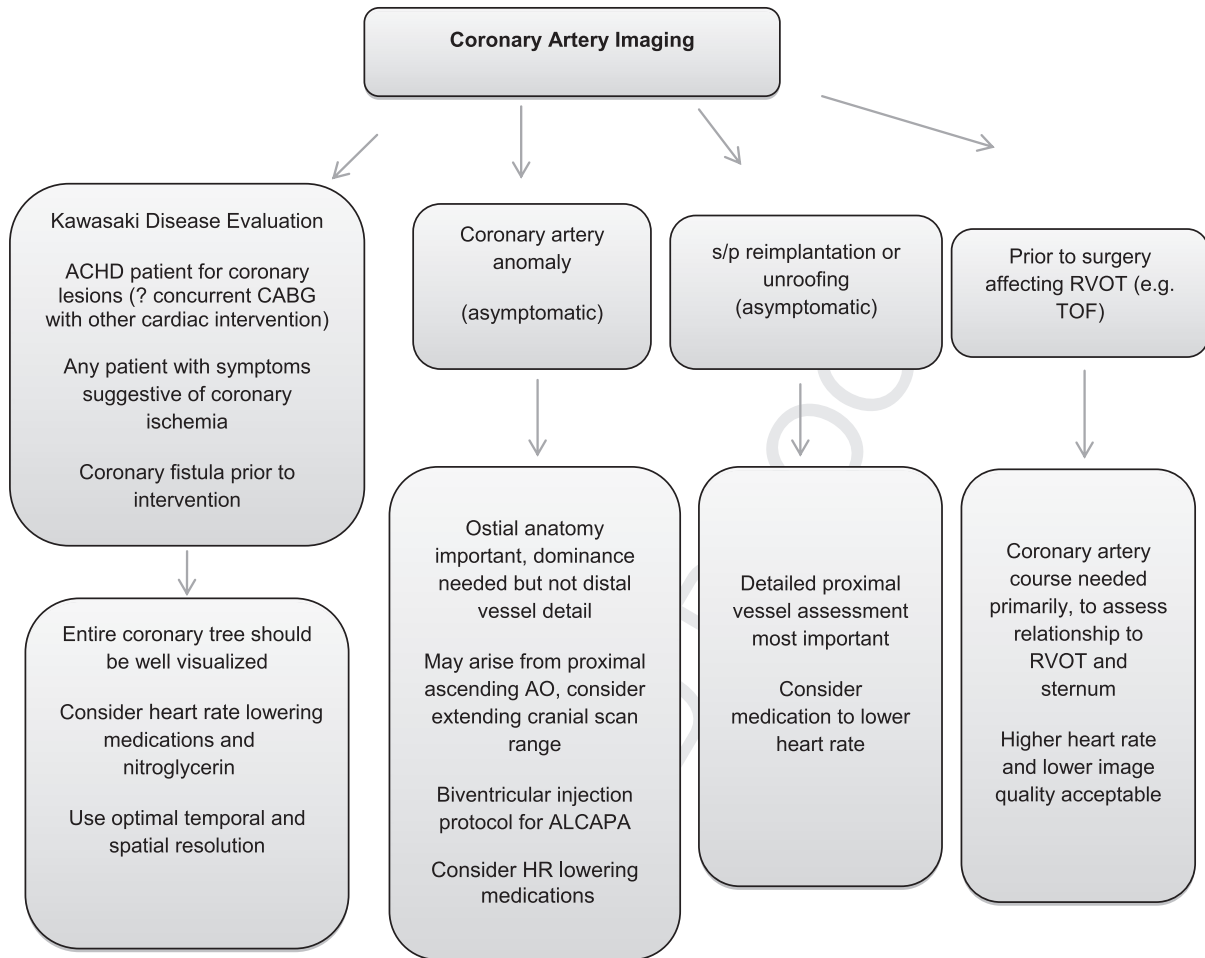 Coronary Artery Imaging
Kawasaki Disease Evaluation
ACHD patient for coronary
lesions (? concurrent CABG
with other cardiac intervention)
Any patient with symptoms
suggestive of coronary
ischemia
Coronary fistula prior to
intervention
Entire coronary tree should
be well visualized
Consider heart rate lowering
medications and
nitroglycerin
Use optimal temporal and
spatial resolution
Coronary artery
anomaly
(asymptomatic)
Ostial anatomy
important, dominance
needed but not distal
vessel detail
May arise from proximal
ascending AO, consider
extending cranial scan
range
Biventricular injection
protocol for ALCAPA
Consider HR lowering
medications
s/p reimplantation or
unroofing
(asymptomatic)
Detailed proximal
vessel assessment
most important
Consider
medication to lower
heart rate
Prior to surgery
affecting RVOT (e.g.
TOF)
Coronary artery
course needed
primarily, to assess
relationship to
RVOT and
sternum
Higher heart rate
and lower image
quality acceptable